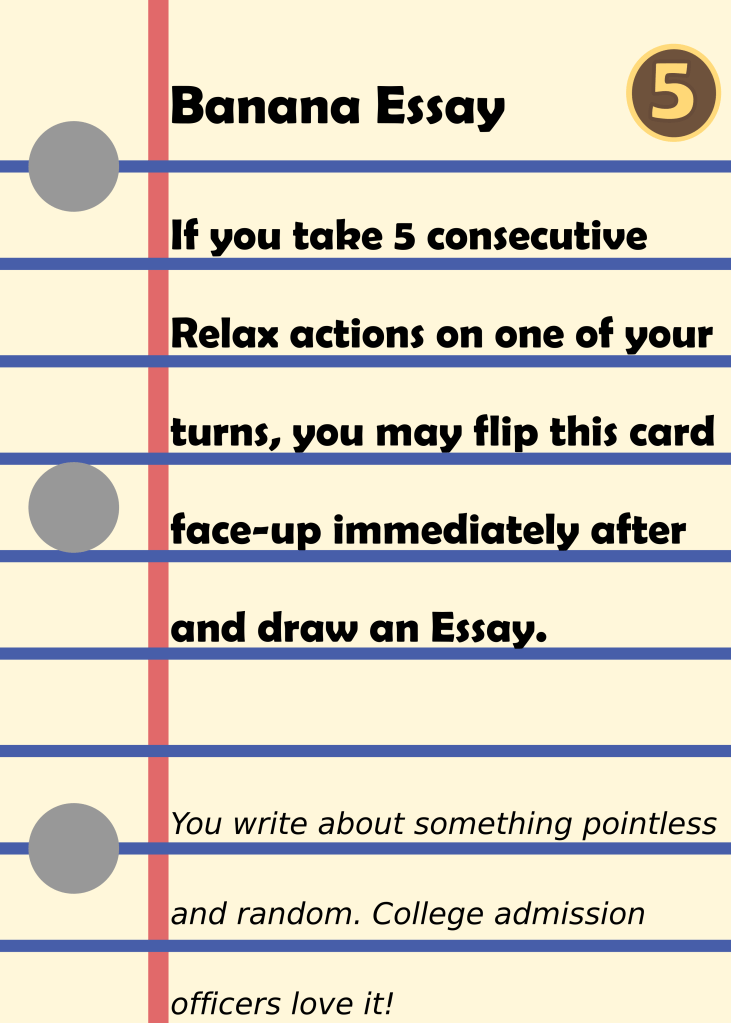 Banana Essay
5
If you take 5 consecutive
Relax actions on one of your
turns, you may flip this card
face-up immediately after
and draw an Essay.
You write about something pointless
and random. College admission
officers love it!